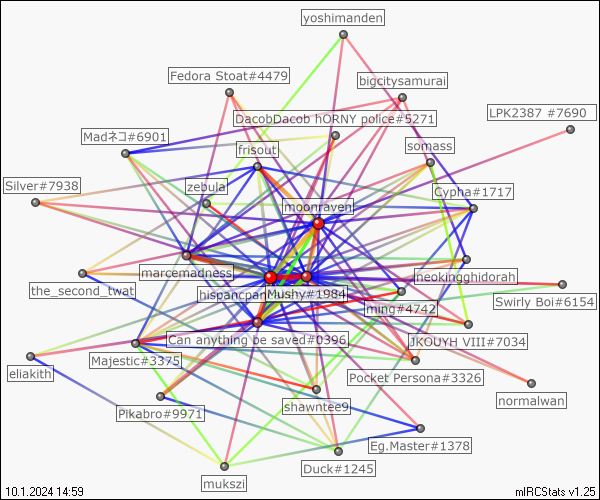 yoshimanden
Fedora Stoat#4479
bigcitysamurai
LPK2387 #7690
DacobDacob hORNY police#5271
Madネコ#6901
frisout
somass
Silver#7938
zebula
Cypha#1717
moonraven
marcemadness
neokingghidorah
the_second_twat
Mushy#1984
Swirly Boi#6154
ming#4742
Can anything be saved#0396
JKOUYH VIII#7034
Majestic#3375
eliakith
Pocket Persona#3326
normalwan
Pikabro#9971
shawntee9
Eg.Master#1378
Duck#1245
mukszi
10.1.2024 14:59
mIRCStats v1.25